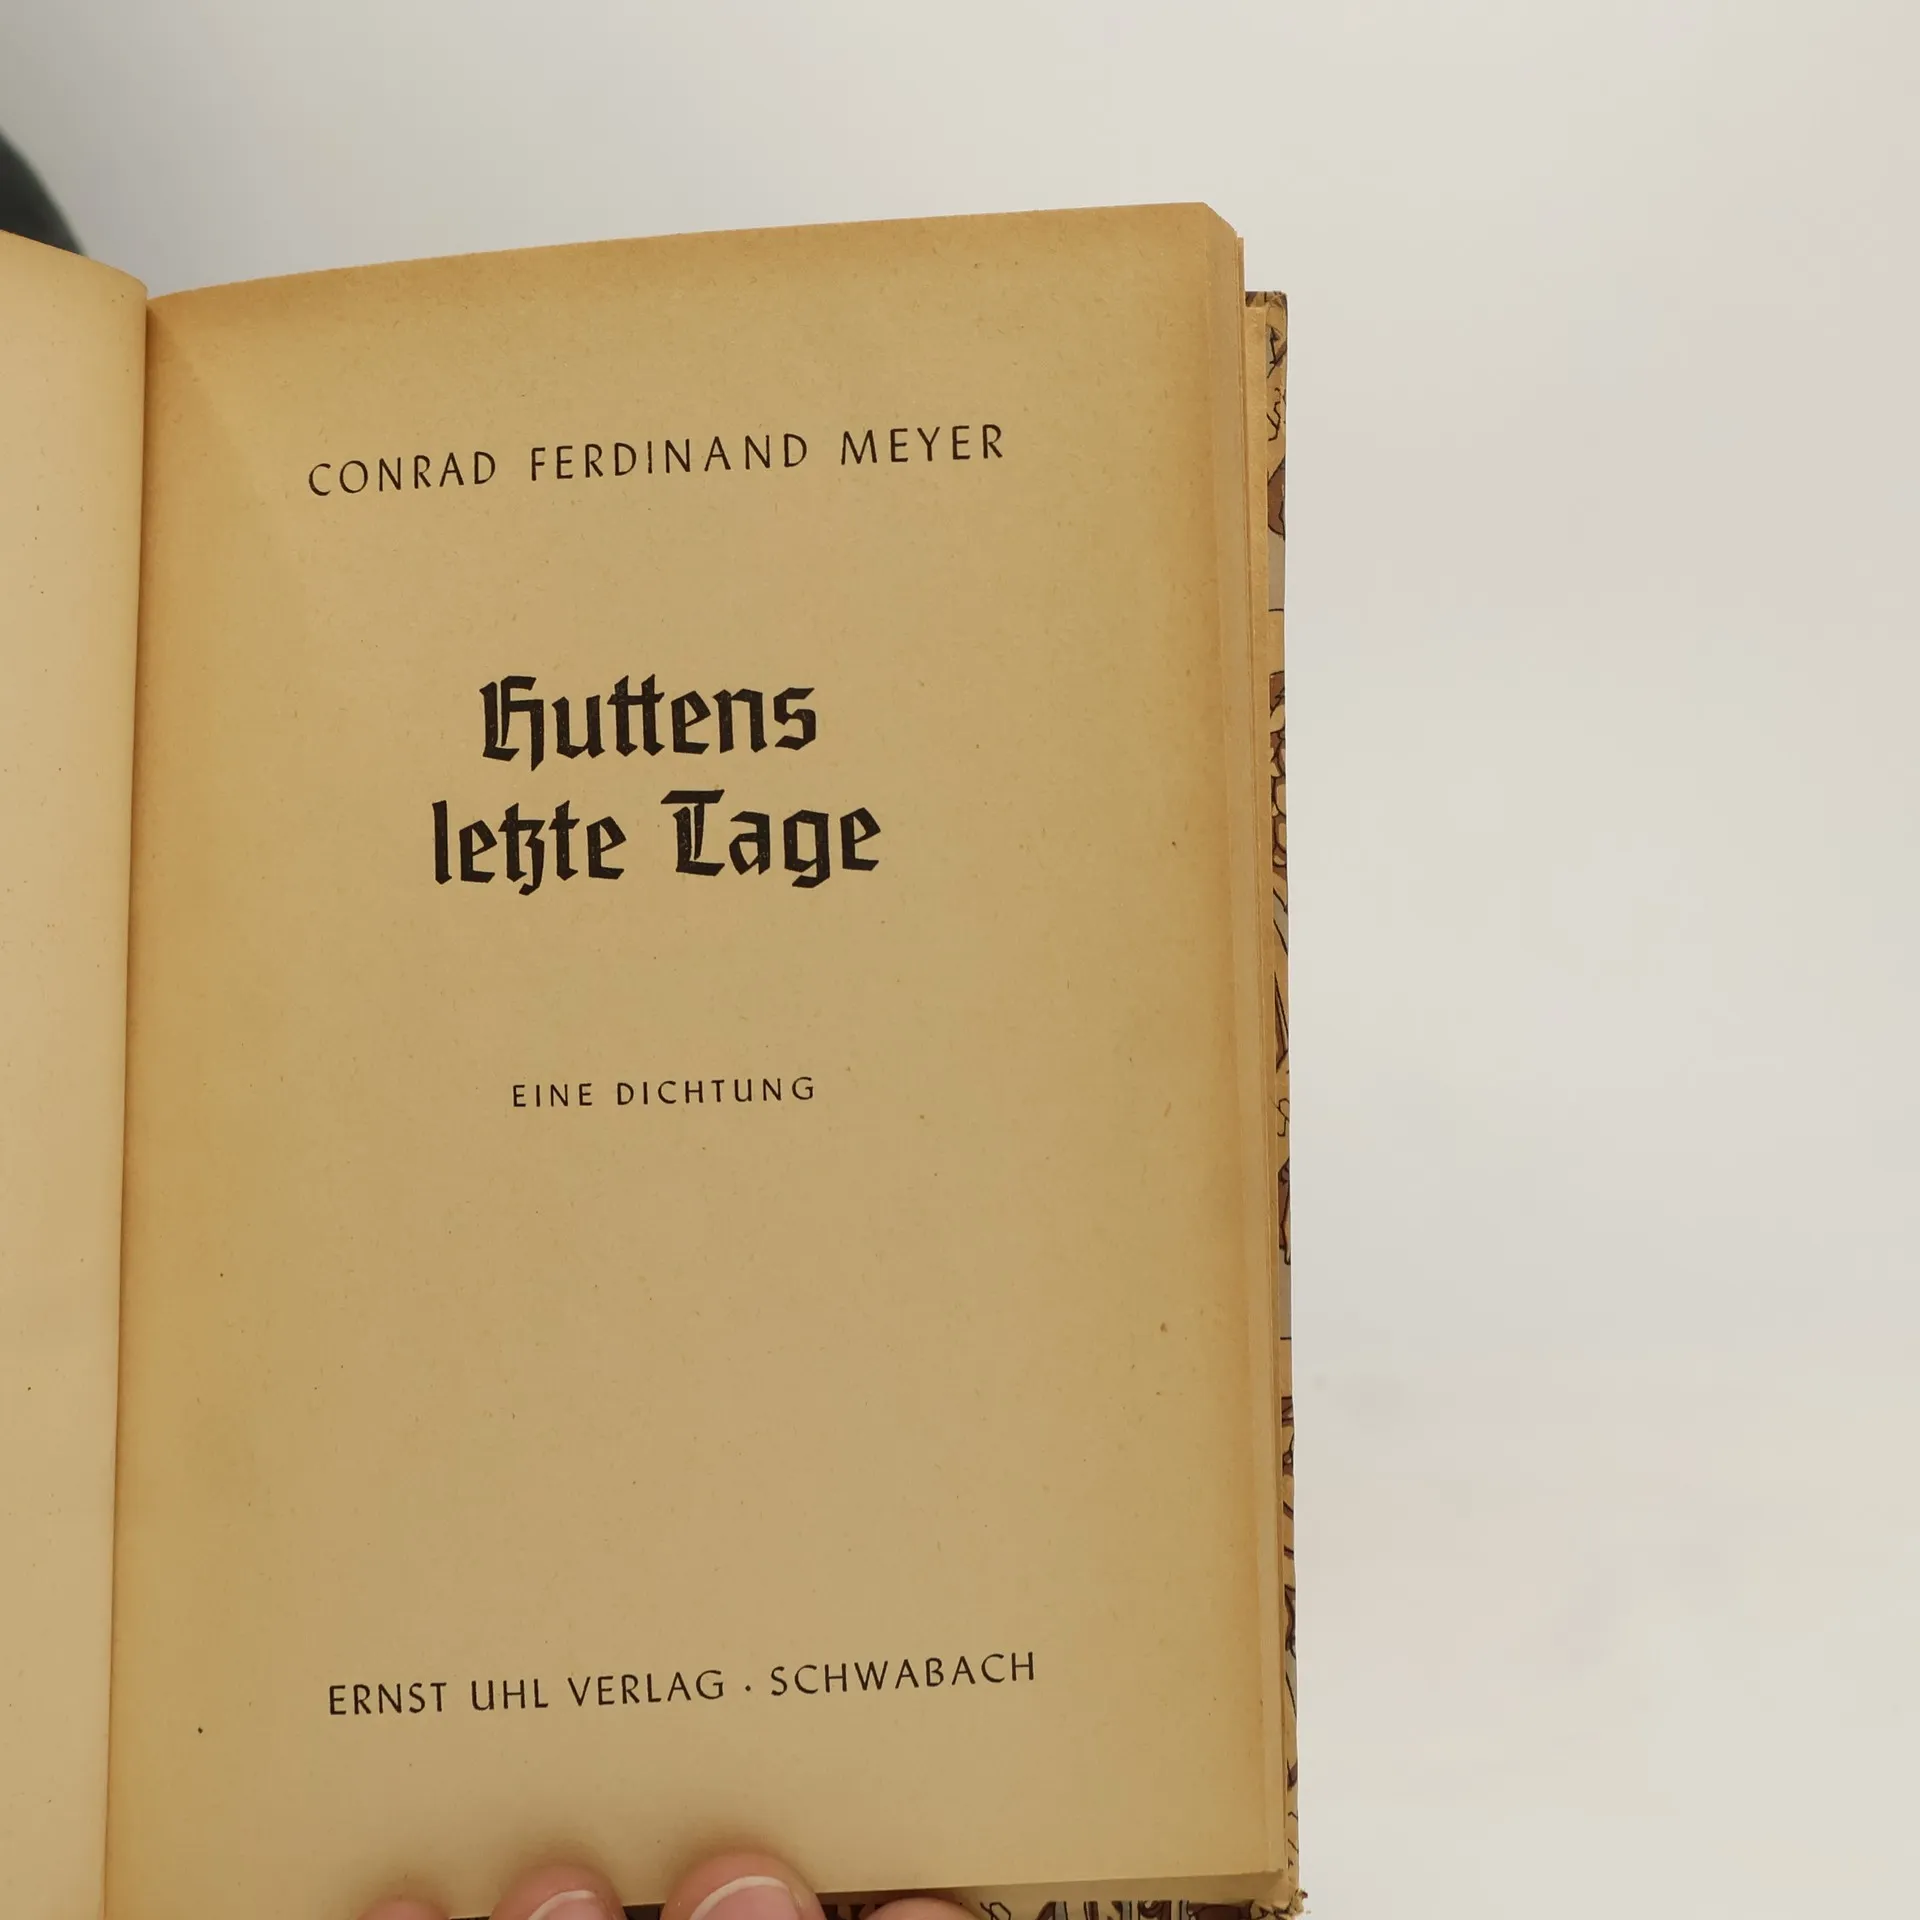 CONRAD FERDINAND MEYER
Huttens
letzte Tage
EINE DICHTUNG
ERNST UHL VERLAG · SCHWABACH